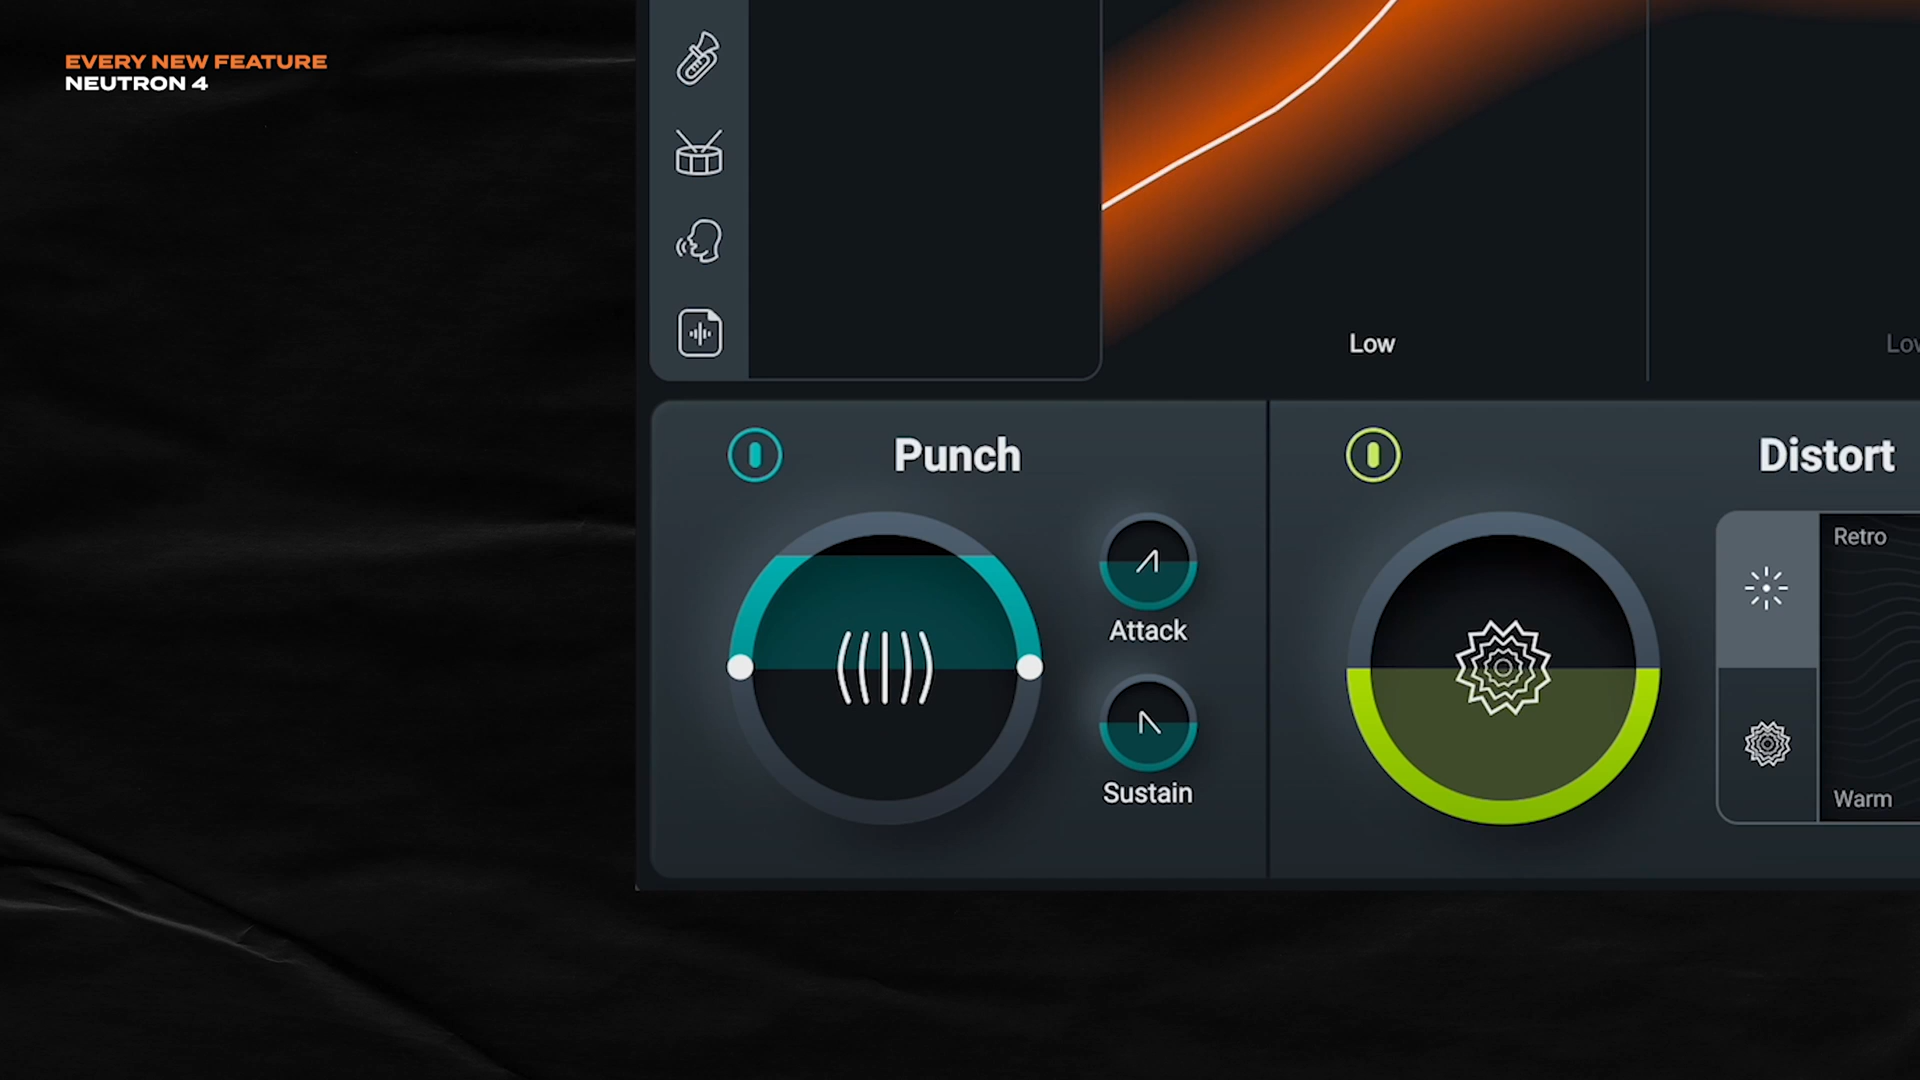 EVERY NEW FEATURE
NEUTRON 4
Low
Punch
Distort
Retro
Attack
Sustain
Warm